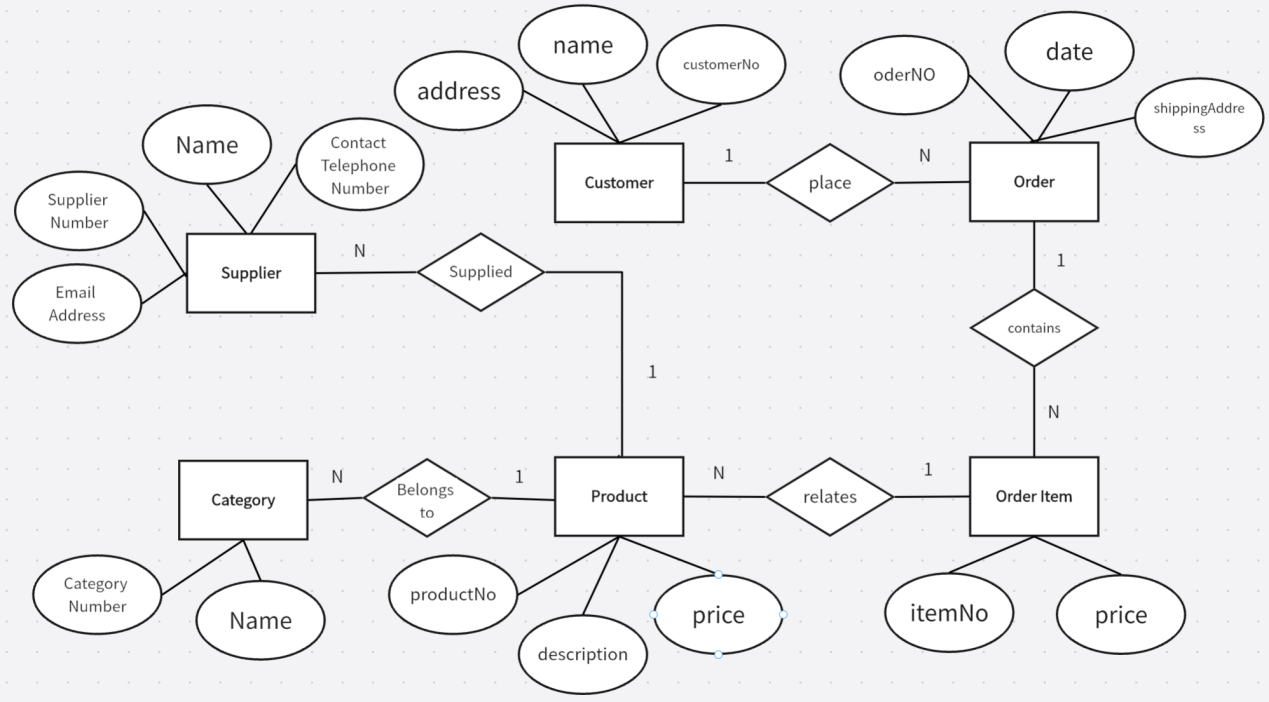 name
customerNo
address
oderNO
date
shippingAddre
ss
Name
Contact
Telephone
Number
Supplier
Number
Email
Address
Customer
1
place
N
Order
Supplier
N
Supplied
1
contains
1
N
Category
N
Belongs
to
1
Product
N
relates
1
Order Item
Category
Number
Name
productNo
description
price
itemNo
price